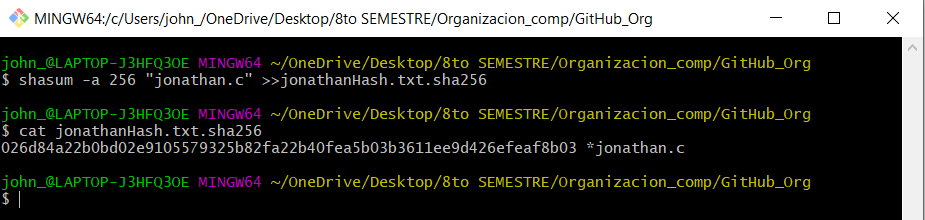 MINGW64:/c/Users/john_/OneDrive/Desktop/8to SEMESTRE/Organizacion_comp/GitHub_Org
john_@LAPTOP-J3HFQ3OE MINGW64 ~/OneDrive/Desktop/8to SEMESTRE/Organizacion_comp/GitHub_Org
$ shasum -a 256 "jonathan.c" >>jonathanHash.txt.sha256
john_@LAPTOP-J3HFQ3OE MINGW64 ~/OneDrive/Desktop/8to SEMESTRE/Organizacion_comp/GitHub_Org
$ cat jonathanHash.txt.sha256
026d84a22b0bd02e9105579325b82fa22b40fea5b03b3611ee9d426efeaf8b03 *jonathan.c
john_@LAPTOP-J3HFQ3OE MINGW64 ~/OneDrive/Desktop/8to SEMESTRE/Organizacion_comp/GitHub_Org
$